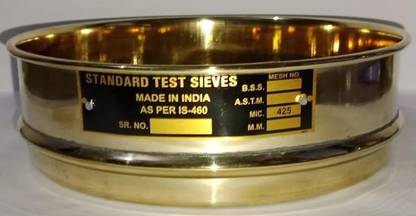 STANDARD TEST SIEVES
MADE IN INDIA
AS PER IS-460
SR. NO.
MESH NO.
B.S.S.
A.S.T.M.
MIC. 425
M.M.